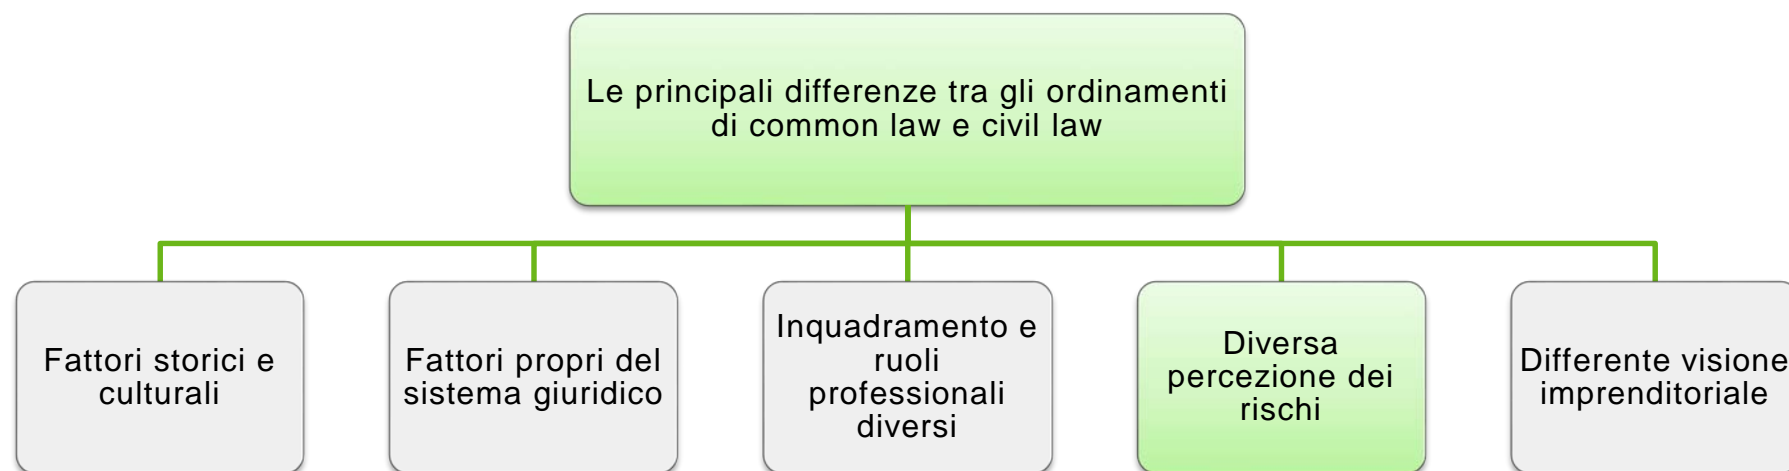 Le principali differenze tra gli ordinamenti
di common law e civil law
Fattori storici e
culturali
Fattori propri del
sistema giuridico
Inquadramento e
ruoli
professionali
diversi
Diversa
percezione dei
rischi
Differente visione
imprenditoriale